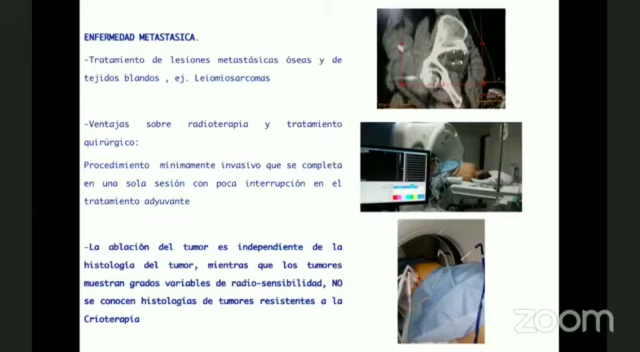 ENFERMEDAD METASTASICA.
-Tratamiento de lesiones metastásicas óseas y de
tejidos blandos , ej. Leiomiosarcomas
-Ventajas sobre radioterapia y tratamiento
quirúrgico:
Procedimiento mínimamente invasivo que se completa
en una sola sesión con poca interrupción en el
tratamiento adyuvante
-La ablación del tumor es independiente de la
histología del tumor, mientras que los tumores
muestran grados variables de radio-sensibilidad, NO
se conocen histologías de tumores resistentes a la
Crioterapia
zoom